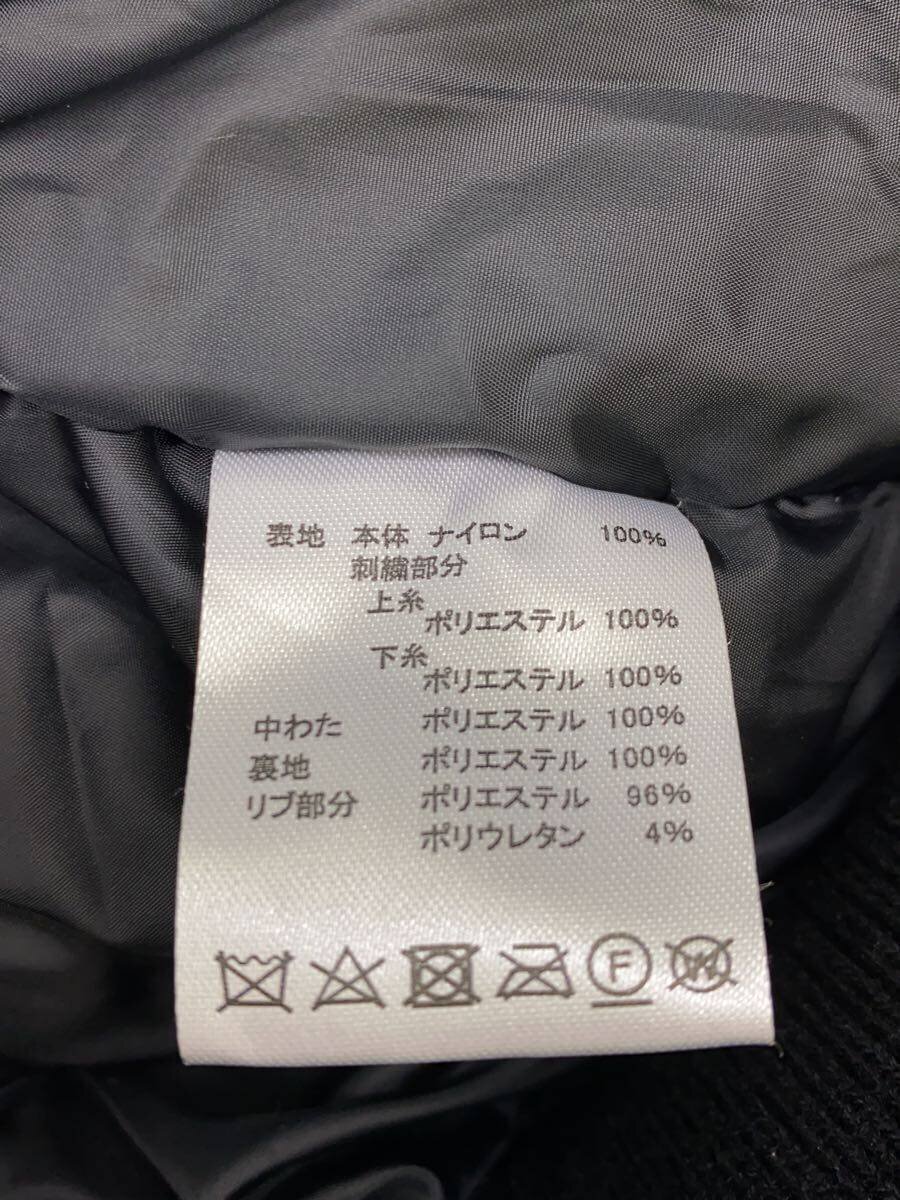 表地 本体 ナイロン 100%
刺繍部分
上糸
ポリエステル 100%
下糸
ポリエステル 100%
中わた ポリエステル 100%
裏地 ポリエステル 100%
リブ部分 ポリエステル 96%
ポリウレタン 4%
F W